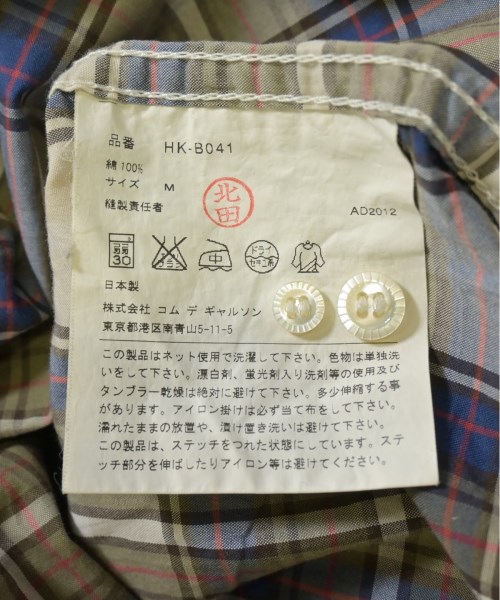 品番 HK-B041
綿 100%
サイズ M
縫製責任者 北田 AD2012
弱 30 中 ドライ セキユ系
日本製
株式会社 コム デ ギャルソン
東京都港区南青山5-11-5
この製品はネット使用で洗濯して下さい。色物は単独洗
いをして下さい。漂白剤、蛍光剤入り洗剤等の使用及び
タンブラー乾燥は絶対に避けて下さい。多少伸縮する事
があります。アイロン掛けは必ず当て布をして下さい。
濡れたままの放置や、漬け置き洗いは避けて下さい。
この製品は、ステッチをつれた状態にしています。ステ
ッチ部分を伸ばしたりアイロン等は避けてください。